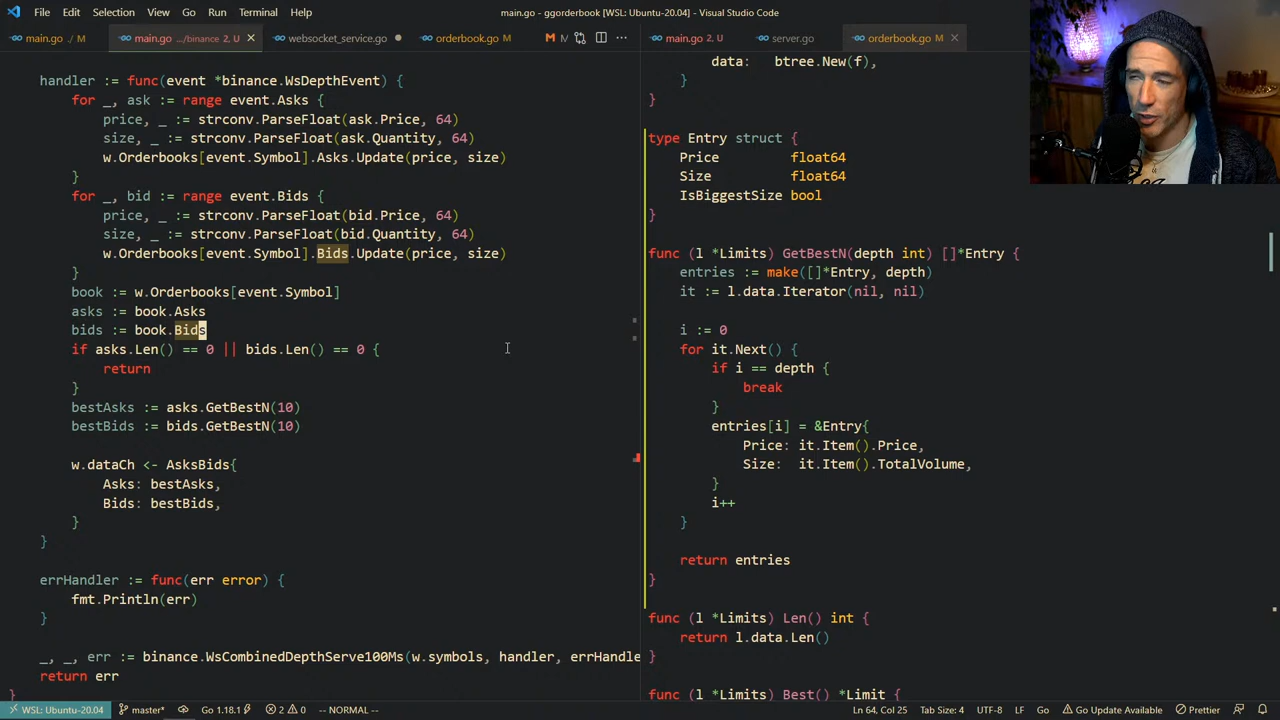 File Edit Selection View Go Run Terminal Help
main.go - ggorderbook [WSL: Ubuntu-20.04] - Visual Studio Code
main.go ./ M
main.go .../binance 2, U
websocket_service.go
orderbook.go M
M
main.go 2, U
server.go
orderbook.go M
handler := func(event *binance.WsDepthEvent) {
for _, ask := range event.Asks {
price, _ := strconv.ParseFloat(ask.Price, 64)
size, _ := strconv.ParseFloat(ask.Quantity, 64)
w.Orderbooks[event.Symbol].Asks.Update(price, size)
}
for _, bid := range event.Bids {
price, _ := strconv.ParseFloat(bid.Price, 64)
size, _ := strconv.ParseFloat(bid.Quantity, 64)
w.Orderbooks[event.Symbol].Bids.Update(price, size)
}
book := w.Orderbooks[event.Symbol]
asks := book.Asks
bids := book.Bids
if asks.Len() == 0 || bids.Len() == 0 {
return
}
bestAsks := asks.GetBestN(10)
bestBids := bids.GetBestN(10)
w.dataCh <- AsksBids{
Asks: bestAsks,
Bids: bestBids,
}
}
errHandler := func(err error) {
fmt.Println(err)
}
_, _, err := binance.WsCombinedDepthServe100Ms(w.symbols, handler, errHandle
return err
}
data: btree.New(f),
}
}
type Entry struct {
Price float64
Size float64
IsBiggestSize bool
}
func (l *Limits) GetBestN(depth int) []*Entry {
entries := make([]*Entry, depth)
it := l.data.Iterator(nil, nil)
i := 0
for it.Next() {
if i == depth {
break
}
entries[i] = &Entry{
Price: it.Item().Price,
Size: it.Item().TotalVolume,
}
i++
}
return entries
}
func (l *Limits) Len() int {
return l.data.Len()
}
func (l *Limits) Best() *Limit {
WSL: Ubuntu-20.04 master* Go 1.18.1 2 0 -- NORMAL -- Ln 64, Col 25 Tab Size: 4 UTF-8 LF Go Go Update Available Prettier